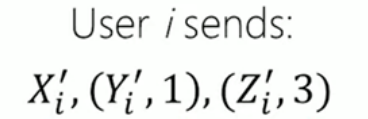 User i sends:
X′ᵢ, (Y′ᵢ, 1), (Z′ᵢ, 3)